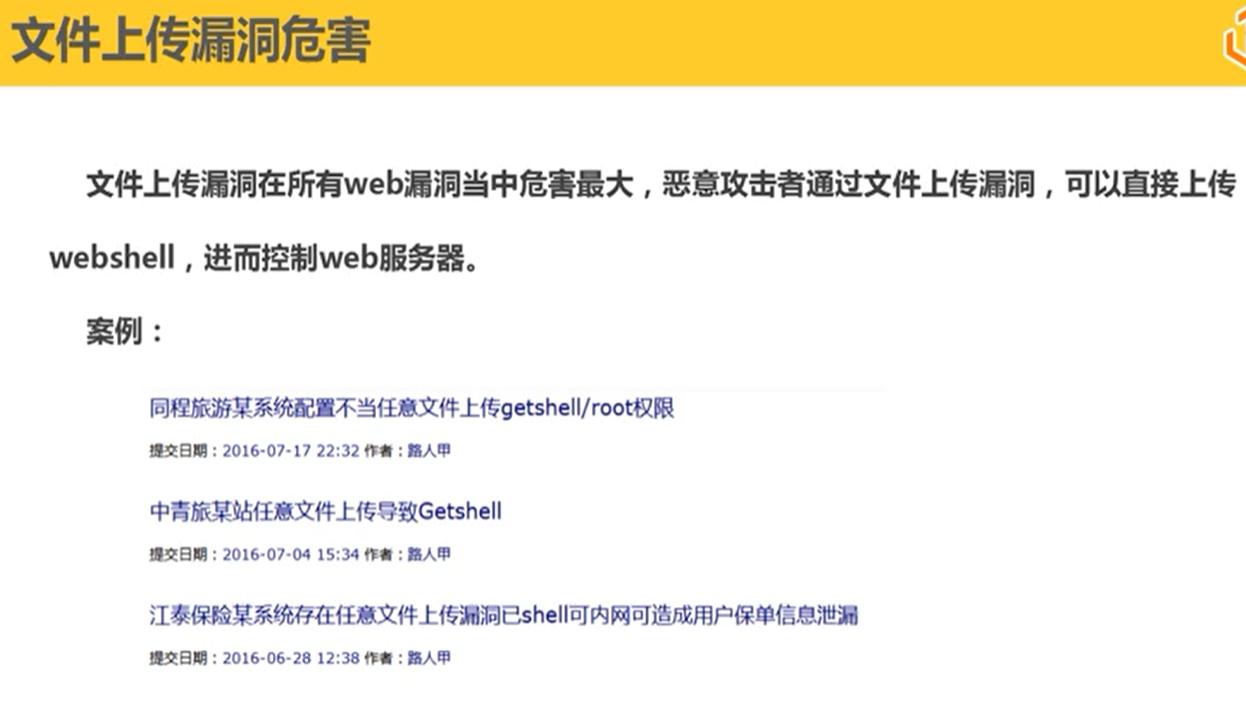 文件上传漏洞危害
文件上传漏洞在所有web漏洞当中危害最大，恶意攻击者通过文件上传漏洞，可以直接上传
webshell，进而控制web服务器。
案例：
同程旅游某系统配置不当任意文件上传getshell/root权限
提交日期：2016-07-17 22:32 作者：路人甲
中青旅某站任意文件上传导致Getshell
提交日期：2016-07-04 15:34 作者：路人甲
江泰保险某系统存在任意文件上传漏洞已shell可内网可造成用户保单信息泄漏
提交日期：2016-06-28 12:38 作者：路人甲